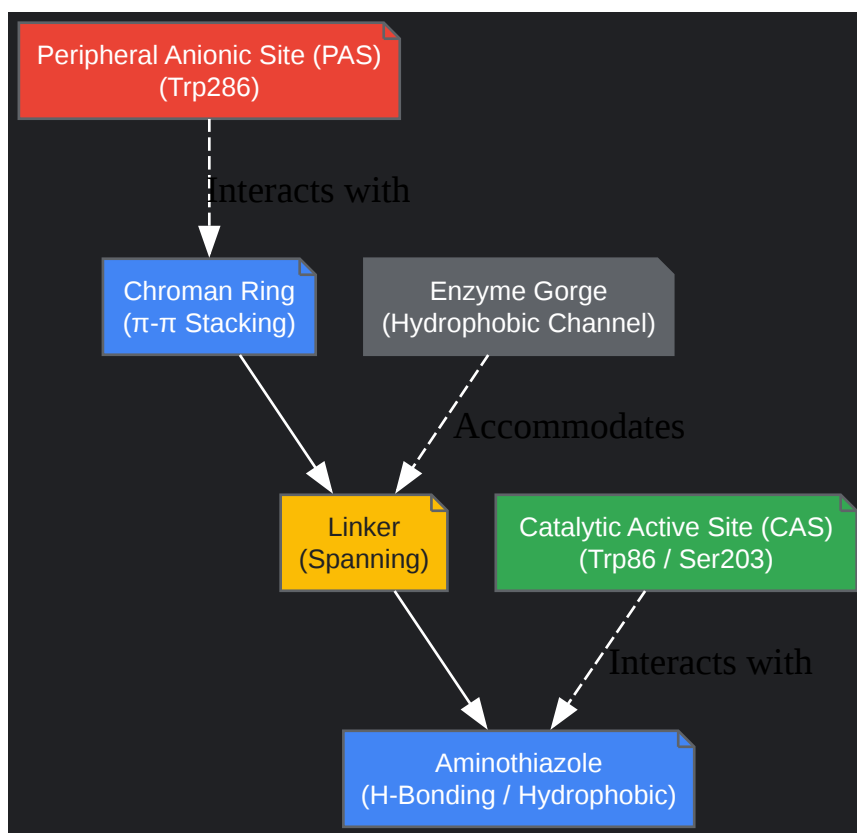 Peripheral Anionic Site (PAS)
(Trp286)
Interacts with
Chroman Ring
(π-π Stacking)
Enzyme Gorge
(Hydrophobic Channel)
Accommodates
Linker
(Spanning)
Catalytic Active Site (CAS)
(Trp86 / Ser203)
Interacts with
Aminothiazole
(H-Bonding / Hydrophobic)